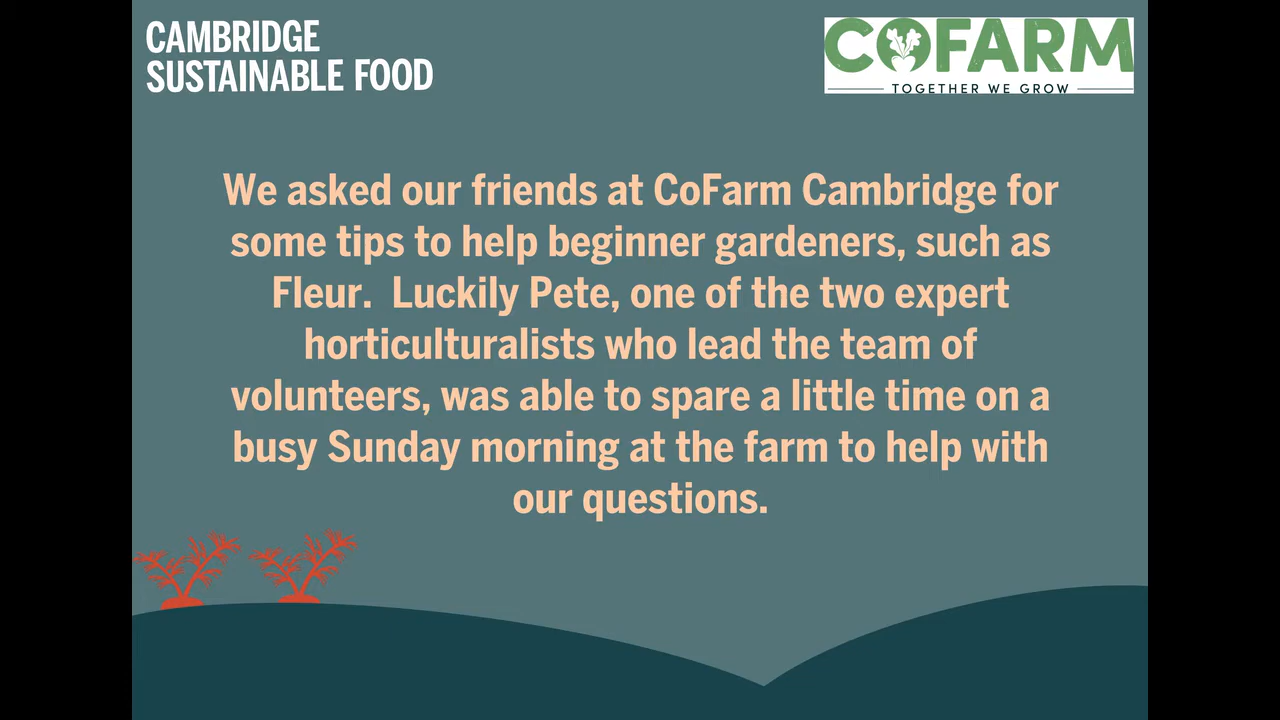 CAMBRIDGE
SUSTAINABLE FOOD
COFARM
TOGETHER WE GROW
We asked our friends at CoFarm Cambridge for
some tips to help beginner gardeners, such as
Fleur.  Luckily Pete, one of the two expert
horticulturalists who lead the team of
volunteers, was able to spare a little time on a
busy Sunday morning at the farm to help with
our questions.